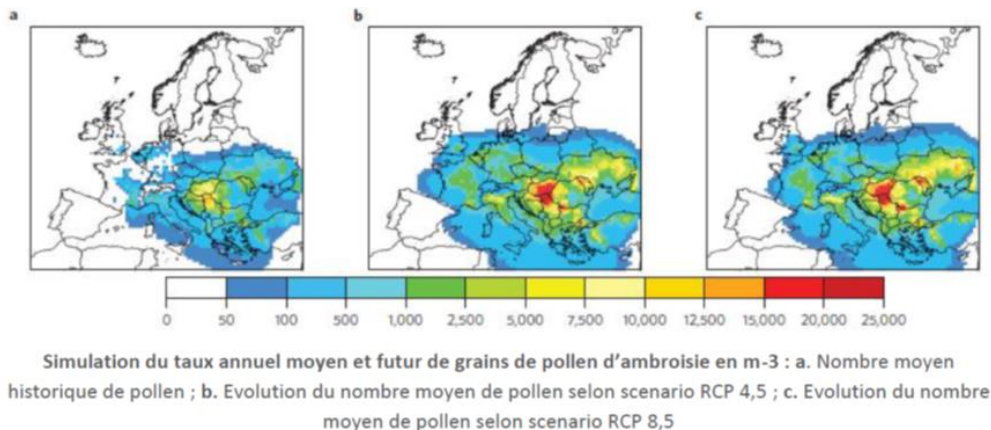 a
b
c
0 50 100 500 1,000 2,500 5,000 7,500 10,000 12,500 15,000 20,000 25,000
Simulation du taux annuel moyen et futur de grains de pollen d’ambroisie en m-3 : a. Nombre moyen
historique de pollen ; b. Evolution du nombre moyen de pollen selon scenario RCP 4,5 ; c. Evolution du nombre
moyen de pollen selon scenario RCP 8,5